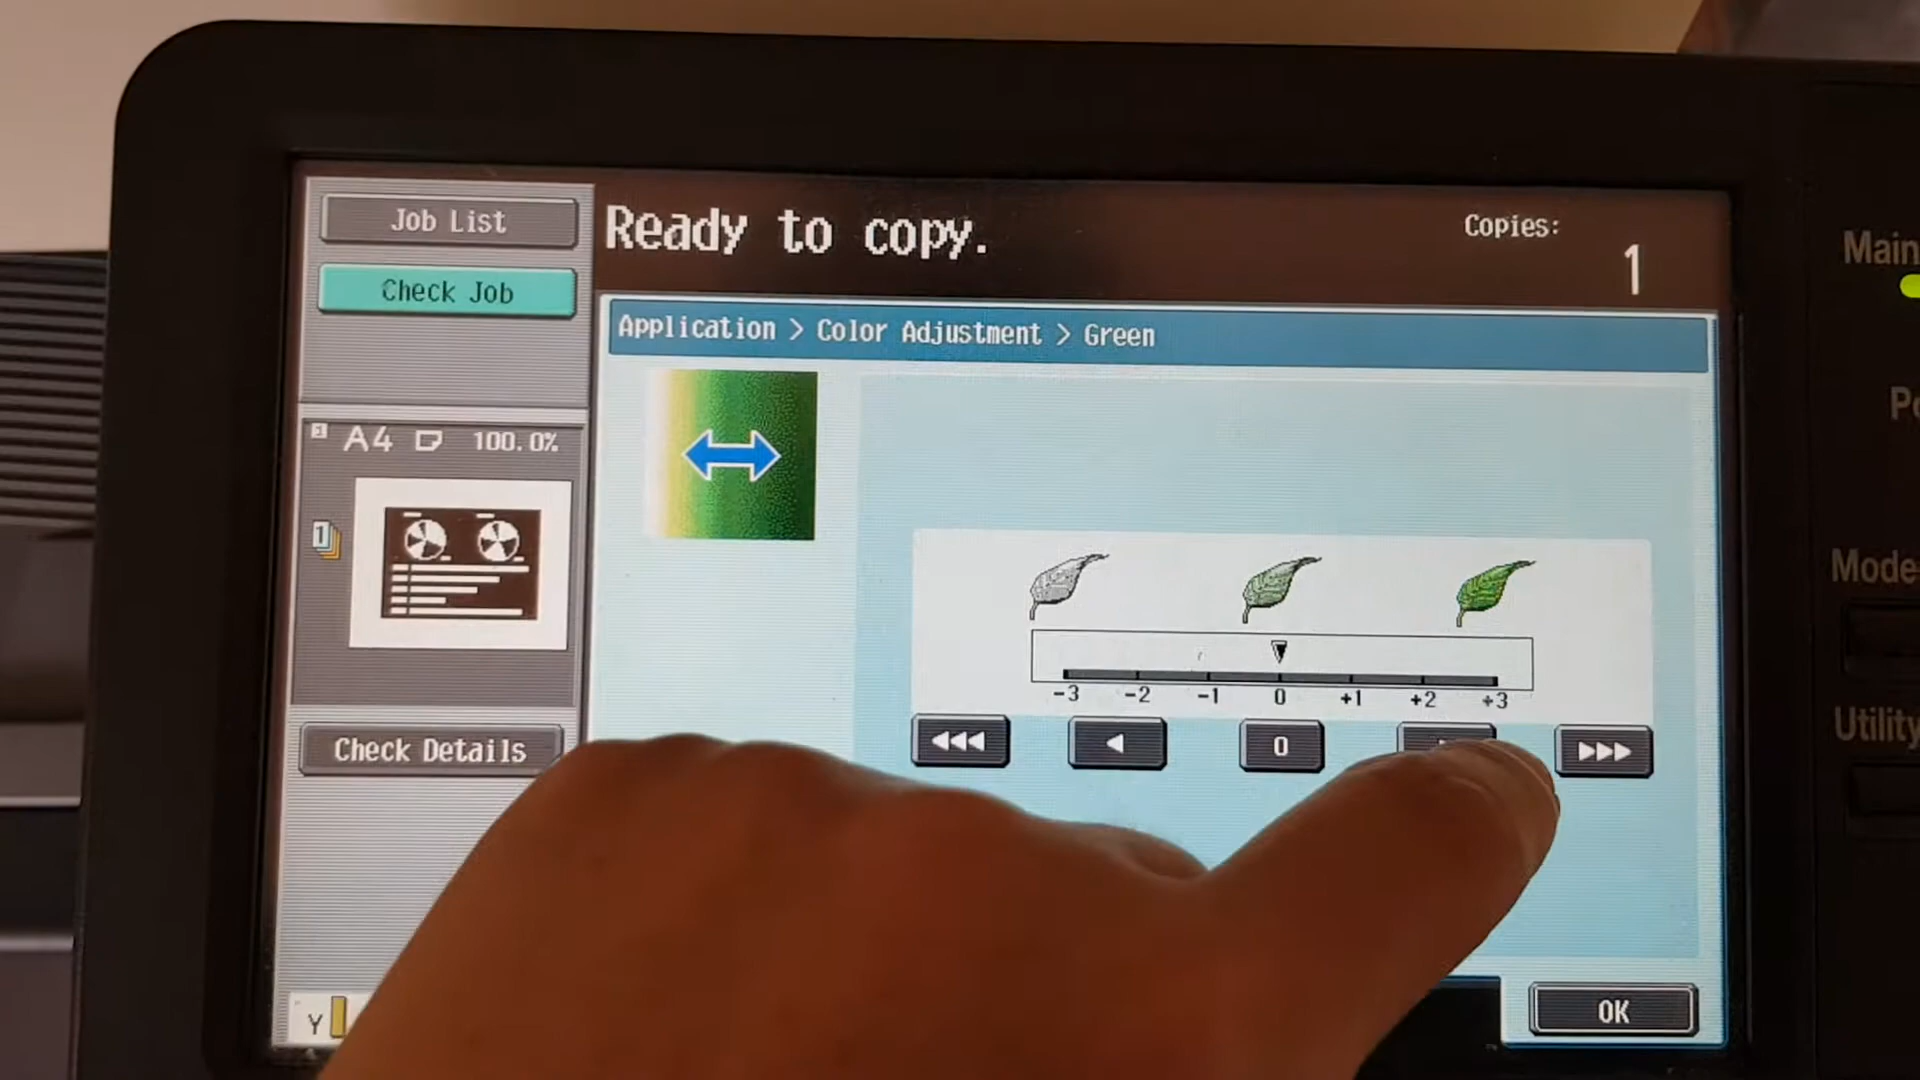 Job List
Check Job
Ready to copy.
Copies:
1
Application > Color Adjustment > Green
A4 100.0%
1
-3 -2 -1 0 +1 +2 +3
0
Check Details
OK
Y
Main
Mode
Utility